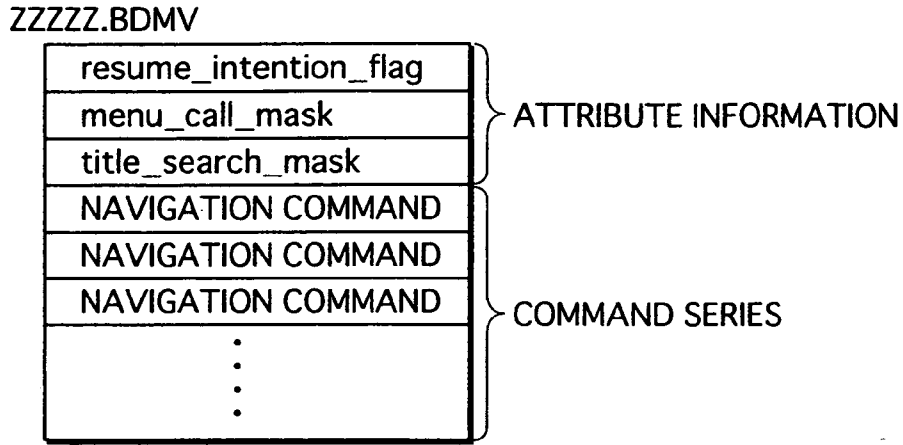 ZZZZZ.BDMV
resume_intention_flag
menu_call_mask
title_search_mask
ATTRIBUTE INFORMATION
NAVIGATION COMMAND
NAVIGATION COMMAND
NAVIGATION COMMAND
COMMAND SERIES